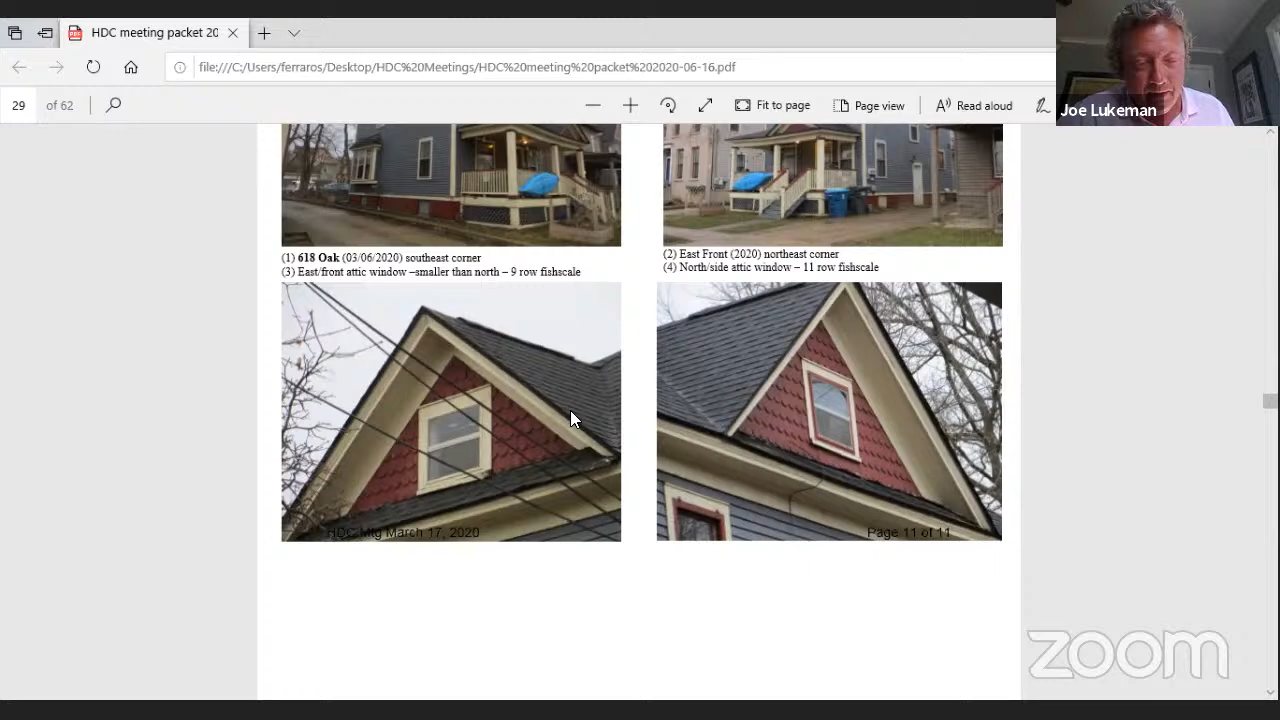 HDC meeting packet 20
file:///C:/Users/ferraros/Desktop/HDC%20Meetings/HDC%20meeting%20packet%202020-06-16.pdf
29 of 62
Fit to page
Page view
Read aloud
Joe Lukeman
(1) 618 Oak (03/06/2020) southeast corner
(3) East/front attic window –smaller than north – 9 row fishscale
(2) East Front (2020) northeast corner
(4) North/side attic window – 11 row fishscale
HDC Mtg March 17, 2020
Page 11 of 11
zoom